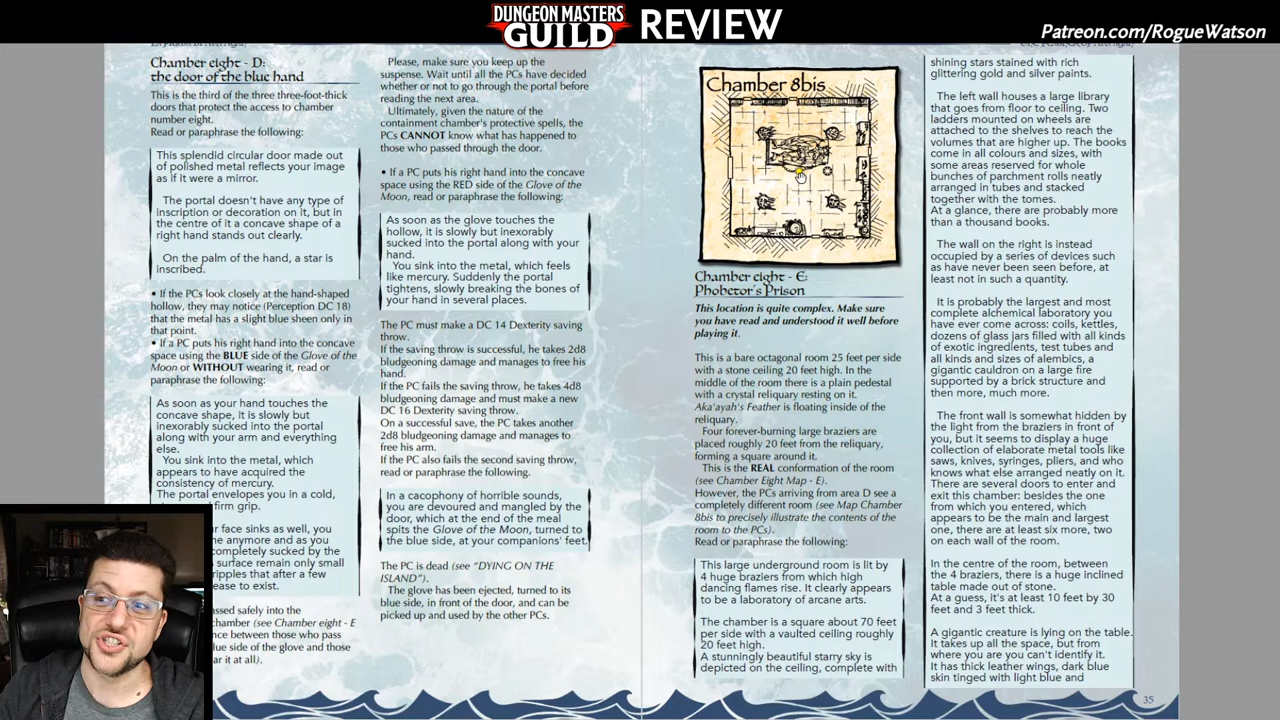 DUNGEON MASTERS
GUILD
REVIEW
Patreon.com/RogueWatson
Chamber eight - D:
the door of the blue hand
This is the third of the three three-foot-thick
doors that protect the access to chamber
number eight.
Read or paraphrase the following:
This splendid circular door made out
of polished metal reflects your image
as if it were a mirror.
The portal doesn't have any type of
inscription or decoration on it, but in
the centre of it a concave shape of a
right hand stands out clearly.
On the palm of the hand, a star is
inscribed.
• If the PCs look closely at the hand-shaped
hollow, they may notice (Perception DC 18)
that the metal has a slight blue sheen only in
that point.
• If a PC puts his right hand into the concave
space using the BLUE side of the Glove of the
Moon or WITHOUT wearing it, read or
paraphrase the following:
As soon as your hand touches the
concave shape, it is slowly but
inexorably sucked into the portal
along with your arm and everything
else.
You sink into the metal, which
appears to have acquired the
consistency of mercury.
The portal envelopes you in a cold,
firm grip.
face sinks as well, you
anymore and as you
completely sucked by the
surface remain only small
ripples that after a few
cease to exist.
passed safely into the
chamber (see Chamber eight - E
between those who pass
blue side of the glove and those
it at all).
Please, make sure you keep up the
suspense. Wait until all the PCs have decided
whether or not to go through the portal before
reading the next area.
Ultimately, given the nature of the
containment chamber's protective spells, the
PCs CANNOT know what has happened to
those who passed through the door.
• If a PC puts his right hand into the concave
space using the RED side of the Glove of the
Moon, read or paraphrase the following:
As soon as the glove touches the
hollow, it is slowly but inexorably
sucked into the portal along with your
hand.
You sink into the metal, which feels
like mercury. Suddenly the portal
tightens, slowly breaking the bones of
your hand in several places.
The PC must make a DC 14 Dexterity saving
throw.
If the saving throw is successful, he takes 2d8
bludgeoning damage and manages to free his
hand.
If the PC fails the saving throw, he takes 4d8
bludgeoning damage and must make a new
DC 16 Dexterity saving throw.
On a successful save, the PC takes another
2d8 bludgeoning damage and manages to
free his arm.
If the PC also fails the second saving throw,
read or paraphrase the following.
In a cacophony of horrible sounds,
you are devoured and mangled by the
door, which at the end of the meal
spits the Glove of the Moon, turned to
the blue side, at your companions' feet.
The PC is dead (see "DYING ON THE
ISLAND").
The glove has been ejected, turned to its
blue side, in front of the door, and can be
picked up and used by the other PCs.
Chamber 8bis
Chamber eight - E:
Phobetor's Prison
This location is quite complex. Make sure
you have read and understood it well before
playing it.
This is a bare octagonal room 25 feet per side
with a stone ceiling 20 feet high. In the
middle of the room there is a plain pedestal
with a crystal reliquary resting on it.
Aka'ayah's Feather is floating inside of the
reliquary.
Four forever-burning large braziers are
placed roughly 20 feet from the reliquary,
forming a square around it.
This is the REAL conformation of the room
(see Chamber Eight Map - E).
However, the PCs arriving from area D see a
completely different room (see Map Chamber
8bis to precisely illustrate the contents of the
room to the PCs).
Read or paraphrase the following:
This large underground room is lit by
4 huge braziers from which high
dancing flames rise. It clearly appears
to be a laboratory of arcane arts.
The chamber is a square about 70 feet
per side with a vaulted ceiling roughly
20 feet high.
A stunningly beautiful starry sky is
depicted on the ceiling, complete with
shining stars stained with rich
glittering gold and silver paints.
The left wall houses a large library
that goes from floor to ceiling. Two
ladders mounted on wheels are
attached to the shelves to reach the
volumes that are higher up. The books
come in all colours and sizes, with
some areas reserved for whole
bunches of parchment rolls neatly
arranged in tubes and stacked
together with the tomes.
At a glance, there are probably more
than a thousand books.
The wall on the right is instead
occupied by a series of devices such
as have never been seen before, at
least not in such a quantity.
It is probably the largest and most
complete alchemical laboratory you
have ever come across: coils, kettles,
dozens of glass jars filled with all kinds
of exotic ingredients, test tubes and
all kinds and sizes of alembics, a
gigantic cauldron on a large fire
supported by a brick structure and
then more, much more.
The front wall is somewhat hidden by
the light from the braziers in front of
you, but it seems to display a huge
collection of elaborate metal tools like
saws, knives, syringes, pliers, and who
knows what else arranged neatly on it.
There are several doors to enter and
exit this chamber: besides the one
from which you entered, which
appears to be the main and largest
one, there are at least six more, two
on each wall of the room.
In the centre of the room, between
the 4 braziers, there is a huge inclined
table made out of stone.
At a guess, it's at least 10 feet by 30
feet and 3 feet thick.
A gigantic creature is lying on the table.
It takes up all the space, but from
where you are you can't identify it.
It has thick leather wings, dark blue
skin tinged with light blue and
35